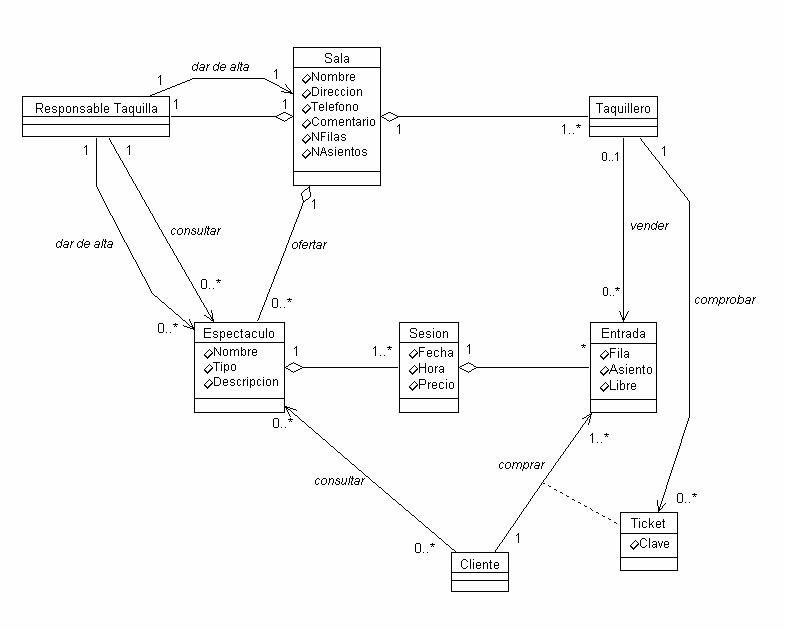 Sala
Nombre
Direccion
Telefono
Comentario
NFilas
NAsientos
dar de alta
1
1
Responsable Taquilla
1
1
1
1..*
Taquillero
1
1
0..1
1
dar de alta
consultar
0..*
0..*
1
ofertar
0..*
vender
0..*
comprobar
Espectaculo
Nombre
Tipo
Descripcion
1
1..*
Sesion
Fecha
Hora
Precio
1
*
Entrada
Fila
Asiento
Libre
0..*
consultar
0..*
1..*
comprar
1
0..*
Ticket
Clave
Cliente